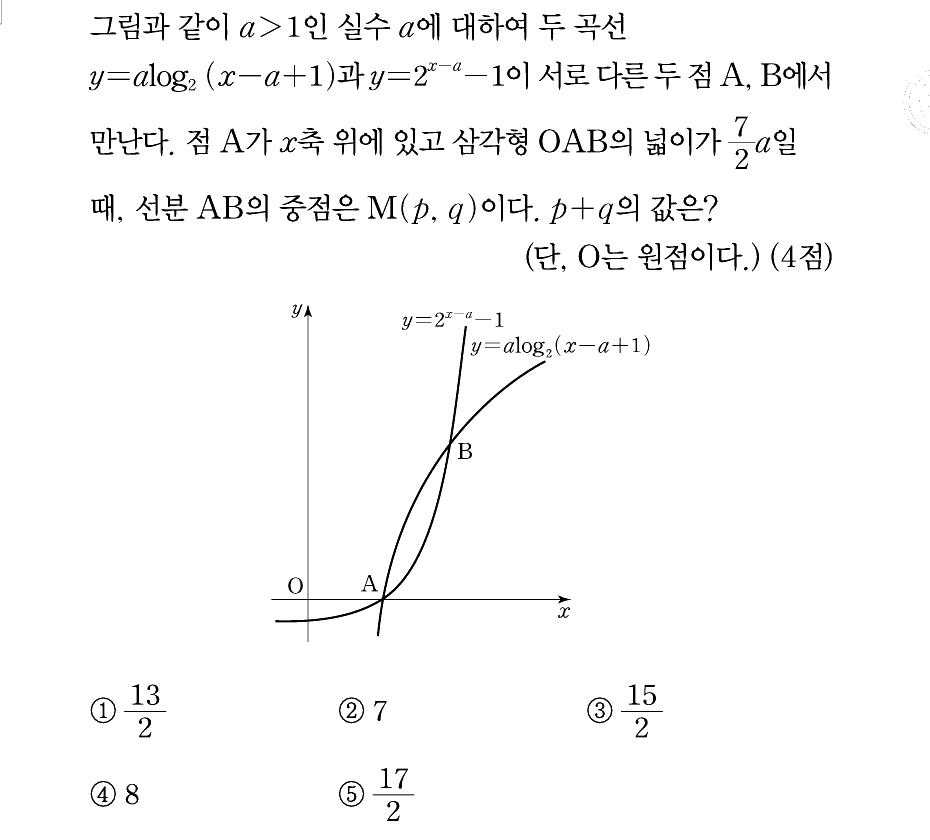 그림과 같이 a>1인 실수 a에 대하여 두 곡선
y=alog₂(x−a+1)과 y=2ˣ⁻ᵃ−1이 서로 다른 두 점 A, B에서
만난다. 점 A가 x축 위에 있고 삼각형 OAB의 넓이가 7/2 a일
때, 선분 AB의 중점은 M(p, q)이다. p+q의 값은?
(단, O는 원점이다.) (4점)
y
y=2ˣ⁻ᵃ−1
y=alog₂(x−a+1)
B
O A
x
① 13/2 ② 7 ③ 15/2
④ 8 ⑤ 17/2